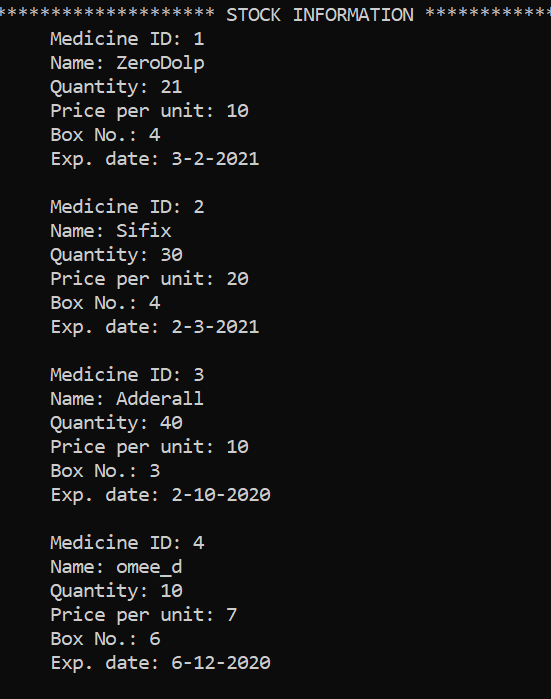 ******************** STOCK INFORMATION ************
Medicine ID: 1
Name: ZeroDolp
Quantity: 21
Price per unit: 10
Box No.: 4
Exp. date: 3-2-2021
Medicine ID: 2
Name: Sifix
Quantity: 30
Price per unit: 20
Box No.: 4
Exp. date: 2-3-2021
Medicine ID: 3
Name: Adderall
Quantity: 40
Price per unit: 10
Box No.: 3
Exp. date: 2-10-2020
Medicine ID: 4
Name: omee_d
Quantity: 10
Price per unit: 7
Box No.: 6
Exp. date: 6-12-2020